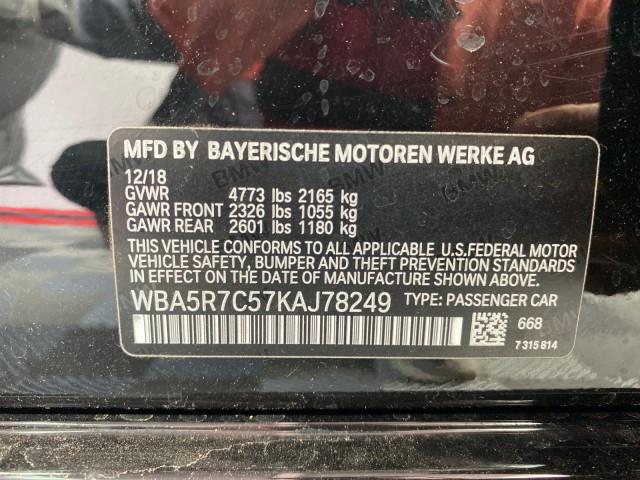 MFD BY BAYERISCHE MOTOREN WERKE AG
12/18
GVWR 4773 lbs 2165 kg
GAWR FRONT 2326 lbs 1055 kg
GAWR REAR 2601 lbs 1180 kg
THIS VEHICLE CONFORMS TO ALL APPLICABLE U.S.FEDERAL MOTOR
VEHICLE SAFETY, BUMPER AND THEFT PREVENTION STANDARDS
IN EFFECT ON THE DATE OF MANUFACTURE SHOWN ABOVE.
WBA5R7C57KAJ78249 TYPE: PASSENGER CAR
668
7 315 814